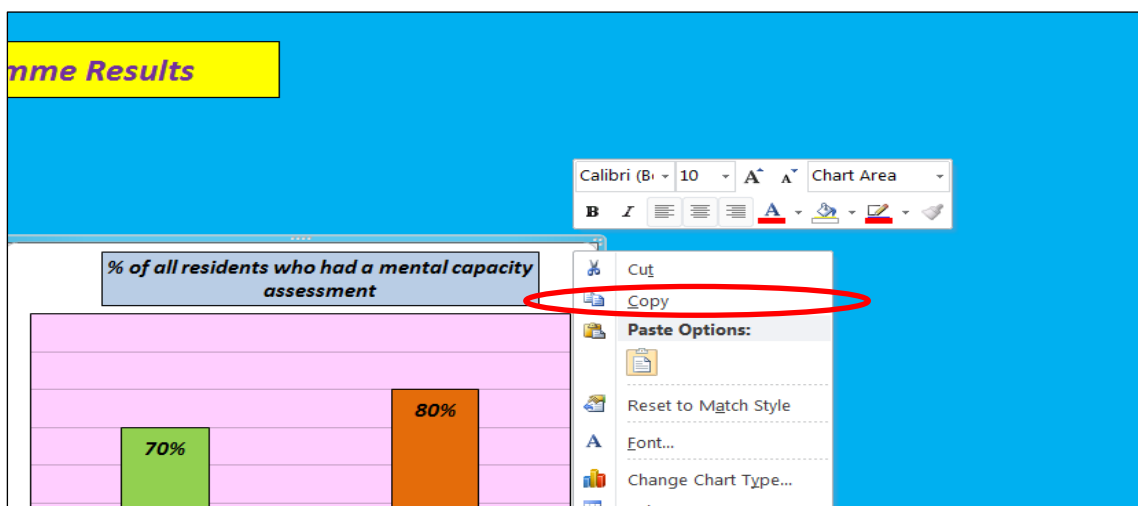 mme Results
Calibri (B 10 A A Chart Area
B I A
% of all residents who had a mental capacity
assessment
Cut
Copy
Paste Options:
80%
Reset to Match Style
70%
A Font...
Change Chart Type...